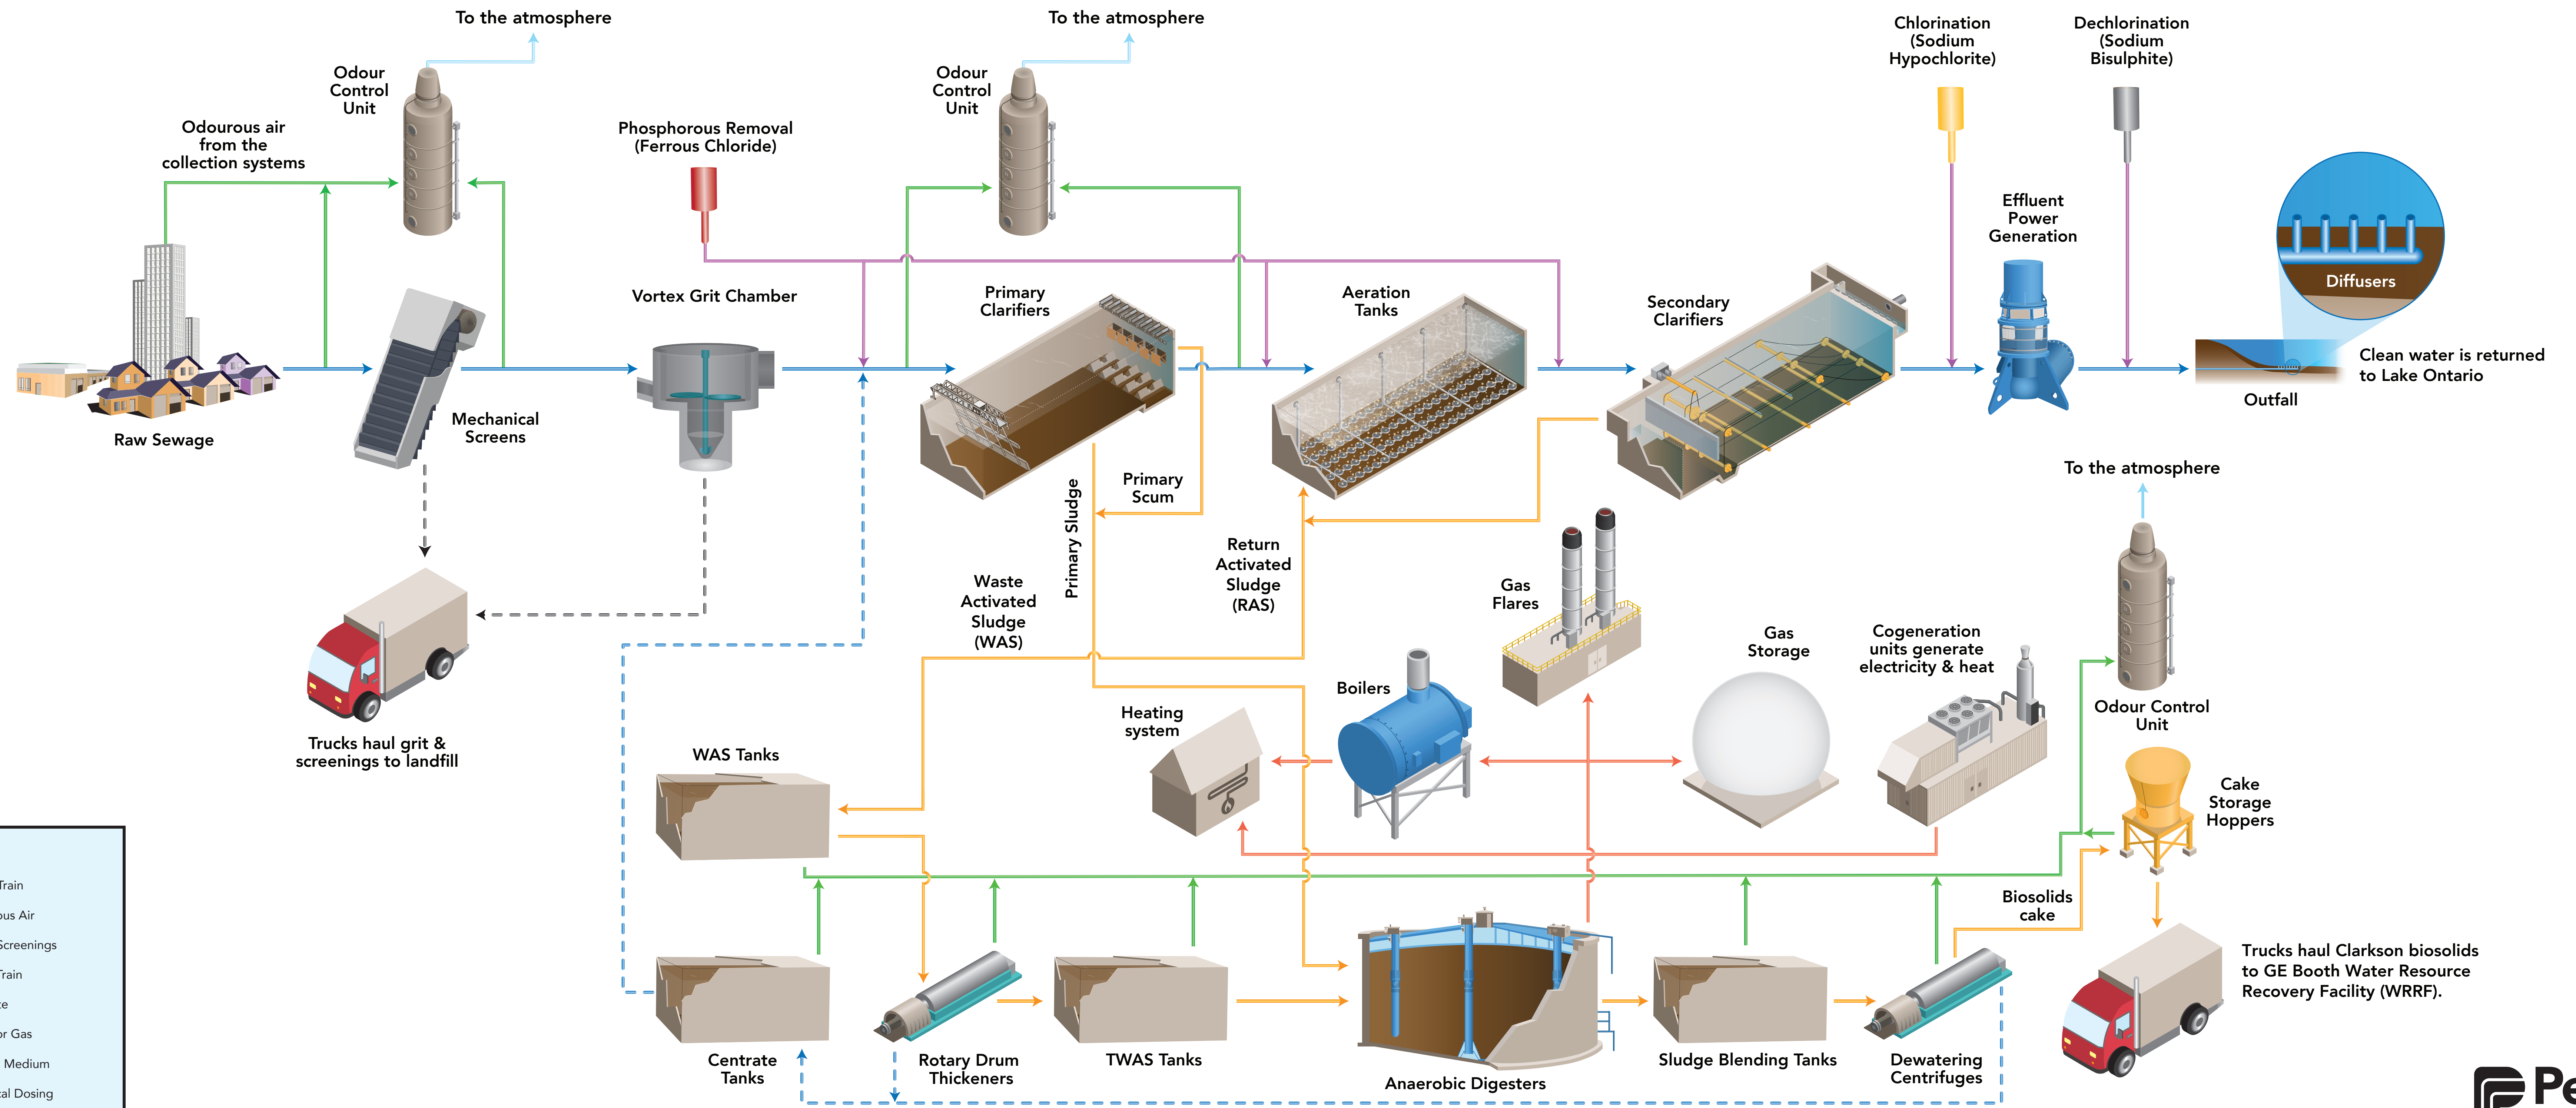 To the atmosphere
To the atmosphere
Chlorination
(Sodium
Hypochlorite)
Dechlorination
(Sodium
Bisulphite)
Odour
Control
Unit
Odour
Control
Unit
Odourous air
from the
collection systems
Phosphorous Removal
(Ferrous Chloride)
Effluent
Power
Generation
Diffusers
Vortex Grit Chamber
Primary
Clarifiers
Aeration
Tanks
Secondary
Clarifiers
Clean water is returned
to Lake Ontario
Outfall
Raw Sewage
Mechanical
Screens
Primary
Scum
Primary Sludge
To the atmosphere
Return
Activated
Sludge
(RAS)
Waste
Activated
Sludge
(WAS)
Gas
Flares
Gas
Storage
Cogeneration
units generate
electricity & heat
Boilers
Heating
system
Odour Control
Unit
Trucks haul grit &
screenings to landfill
WAS Tanks
Cake
Storage
Hoppers
Biosolids
cake
Trucks haul Clarkson biosolids
to GE Booth Water Resource
Recovery Facility (WRRF).
Centrate
Tanks
Rotary Drum
Thickeners
TWAS Tanks
Anaerobic Digesters
Sludge Blending Tanks
Dewatering
Centrifuges
Train
Screenings
Train
or Gas
Medium
Dosing